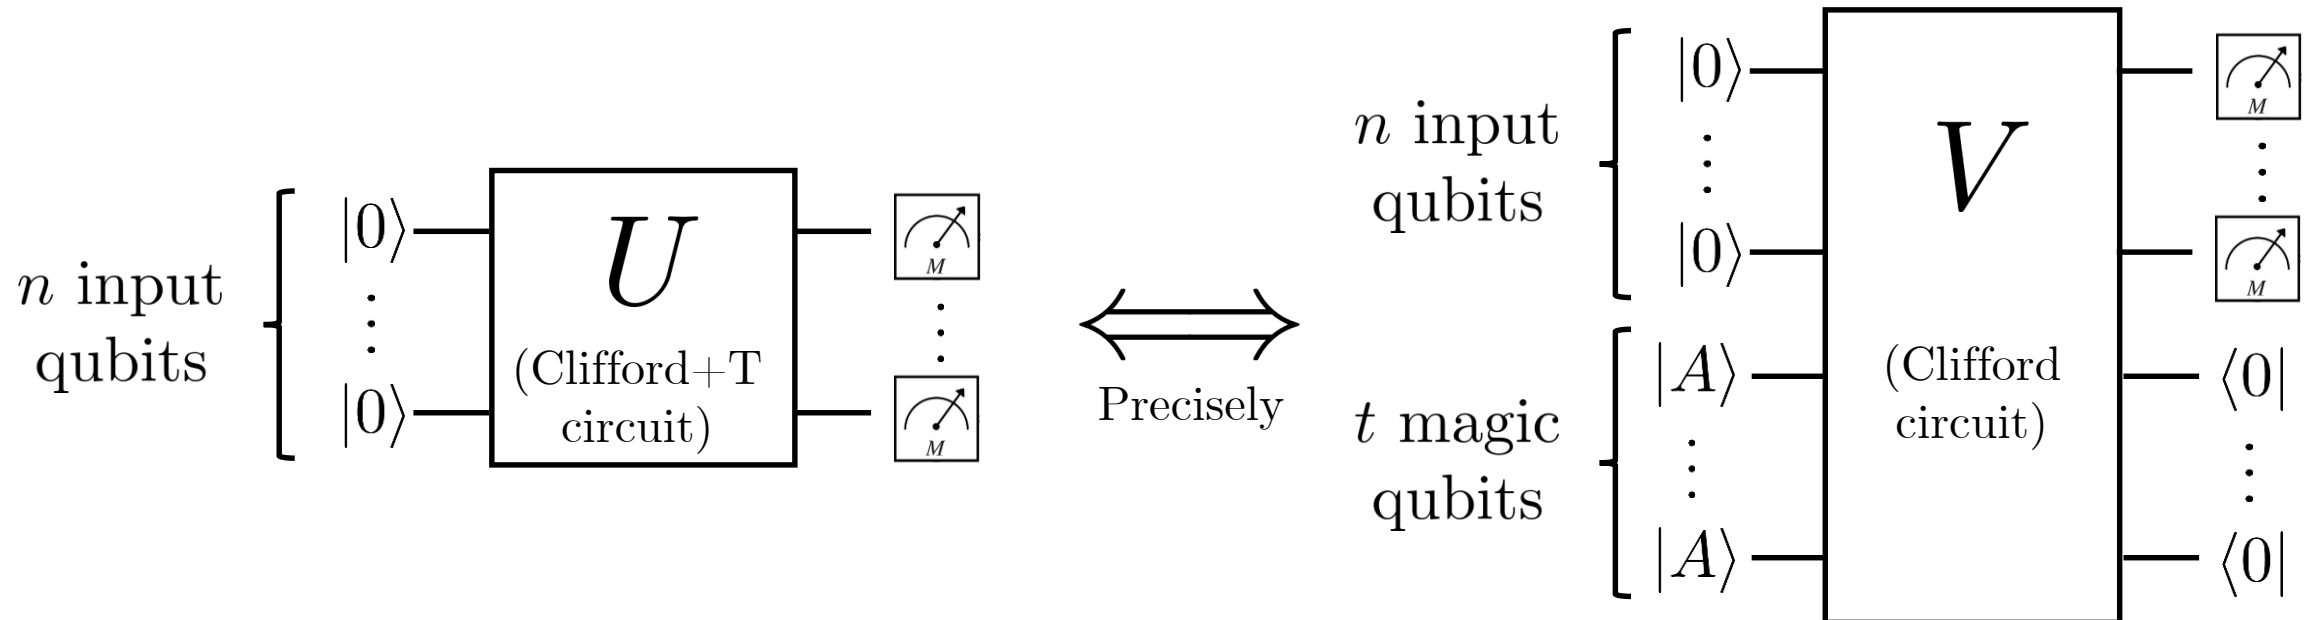 n input
qubits
|0⟩
|0⟩
U
(Clifford+T
circuit)
M
M
Precisely
n input
qubits
|0⟩
|0⟩
t magic
qubits
|A⟩
|A⟩
V
(Clifford
circuit)
M
M
⟨0|
⟨0|